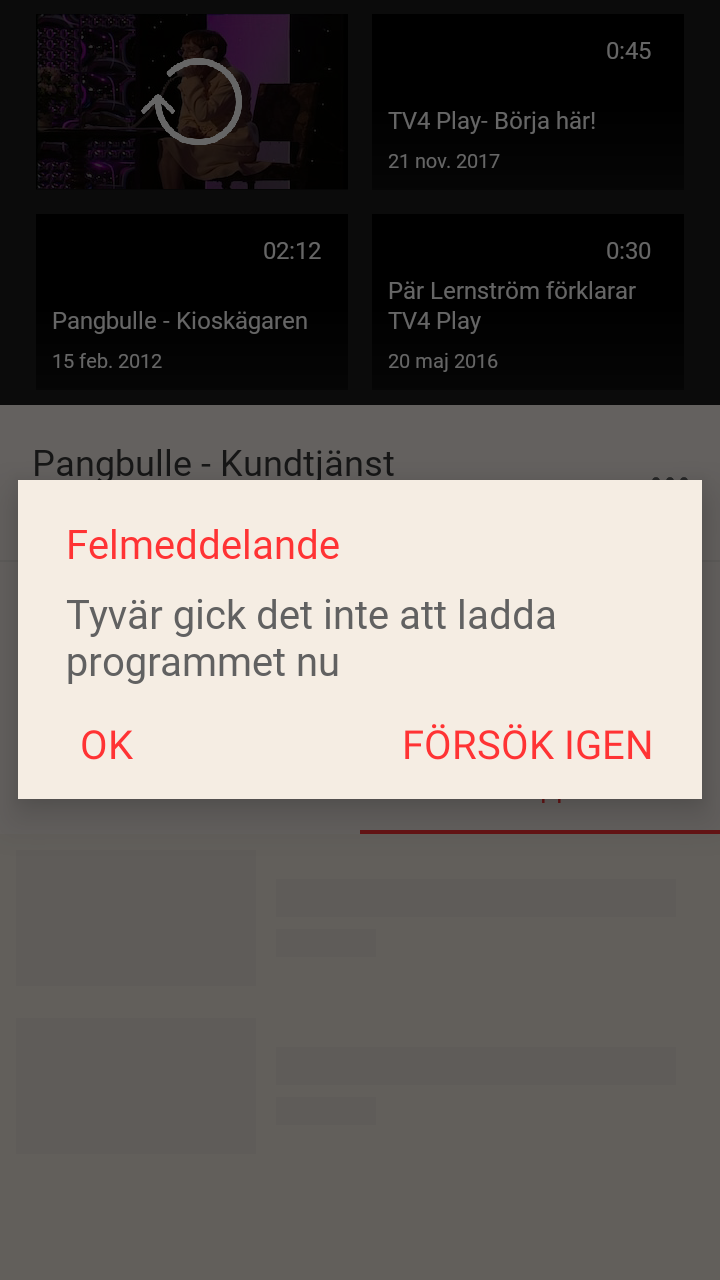 0:45
TV4 Play- Börja här!
21 nov. 2017
02:12
Pangbulle - Kioskägaren
15 feb. 2012
0:30
Pär Lernström förklarar
TV4 Play
20 maj 2016
Pangbulle - Kundtjänst
Felmeddelande
Tyvär gick det inte att ladda
programmet nu
OK
FÖRSÖK IGEN